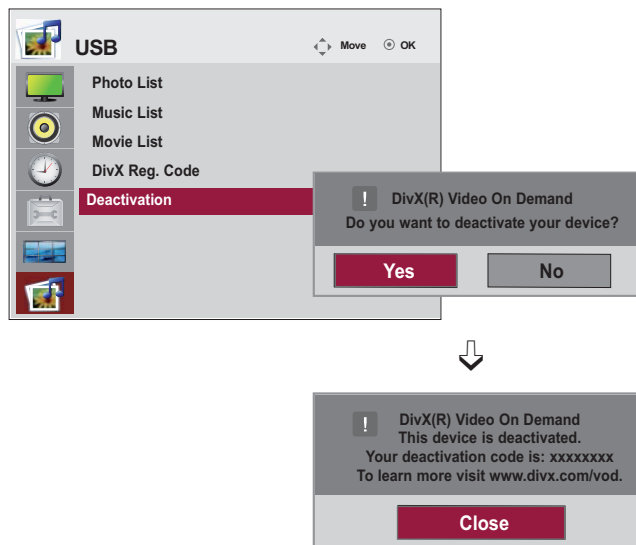 USB
Move OK
Photo List
Music List
Movie List
DivX Reg. Code
Deactivation
! DivX(R) Video On Demand
Do you want to deactivate your device?
Yes No
! DivX(R) Video On Demand
This device is deactivated.
Your deactivation code is: xxxxxxxx
To learn more visit www.divx.com/vod.
Close